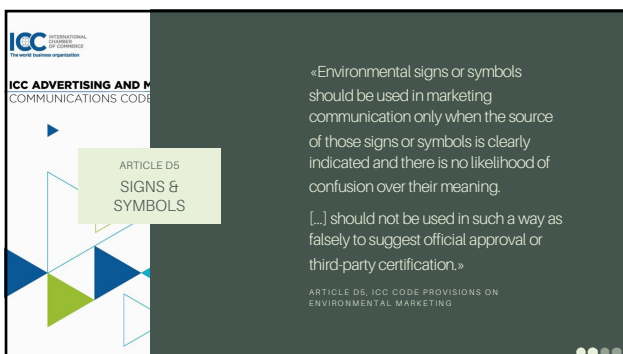 ICC INTERNATIONAL
CHAMBER
OF COMMERCE
The world business organization
ICC ADVERTISING AND M
COMMUNICATIONS CODE
ARTICLE D5
SIGNS &
SYMBOLS
«Environmental signs or symbols
should be used in marketing
communication only when the source
of those signs or symbols is clearly
indicated and there is no likelihood of
confusion over their meaning.
[...] should not be used in such a way as
falsely to suggest official approval or
third-party certification.»
ARTICLE D5, ICC CODE PROVISIONS ON
ENVIRONMENTAL MARKETING